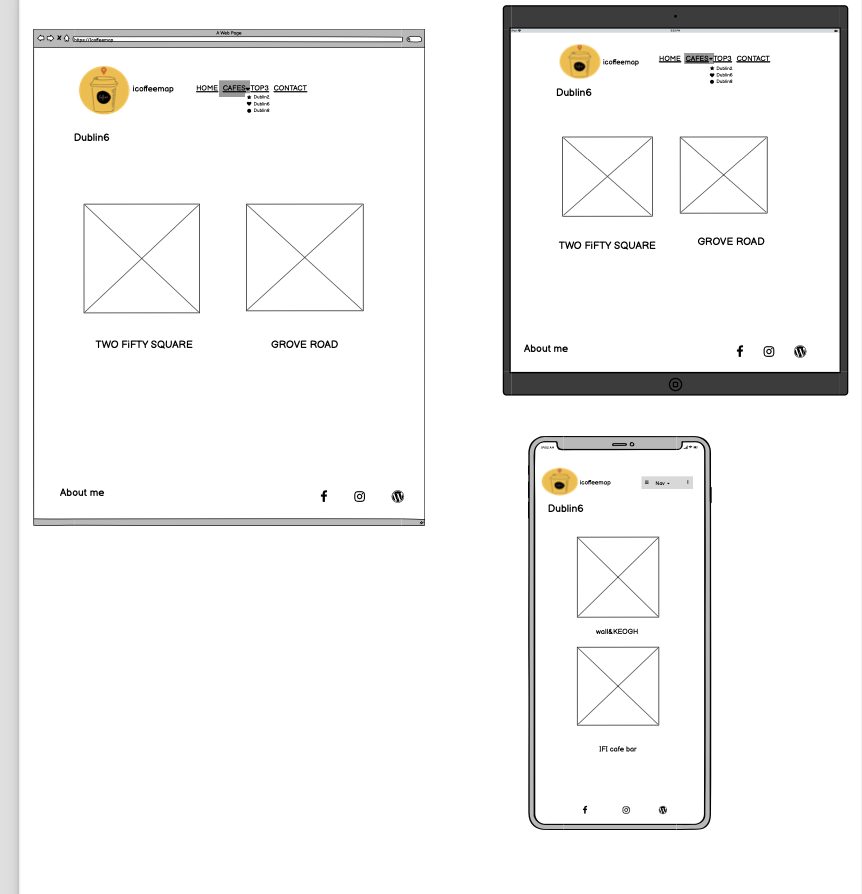 A Web Page
https://icoffeemap
icoffeemap
HOME CAFES TOP3 CONTACT
Dublin2
Dublin6
Dublin8
Dublin6
TWO FiFTY SQUARE
GROVE ROAD
About me
icoffeemap
HOME CAFES TOP3 CONTACT
Dublin2
Dublin6
Dublin8
Dublin6
TWO FiFTY SQUARE
GROVE ROAD
About me
icoffeemap
Nav
Dublin6
wall&KEOGH
IFI cafe bar